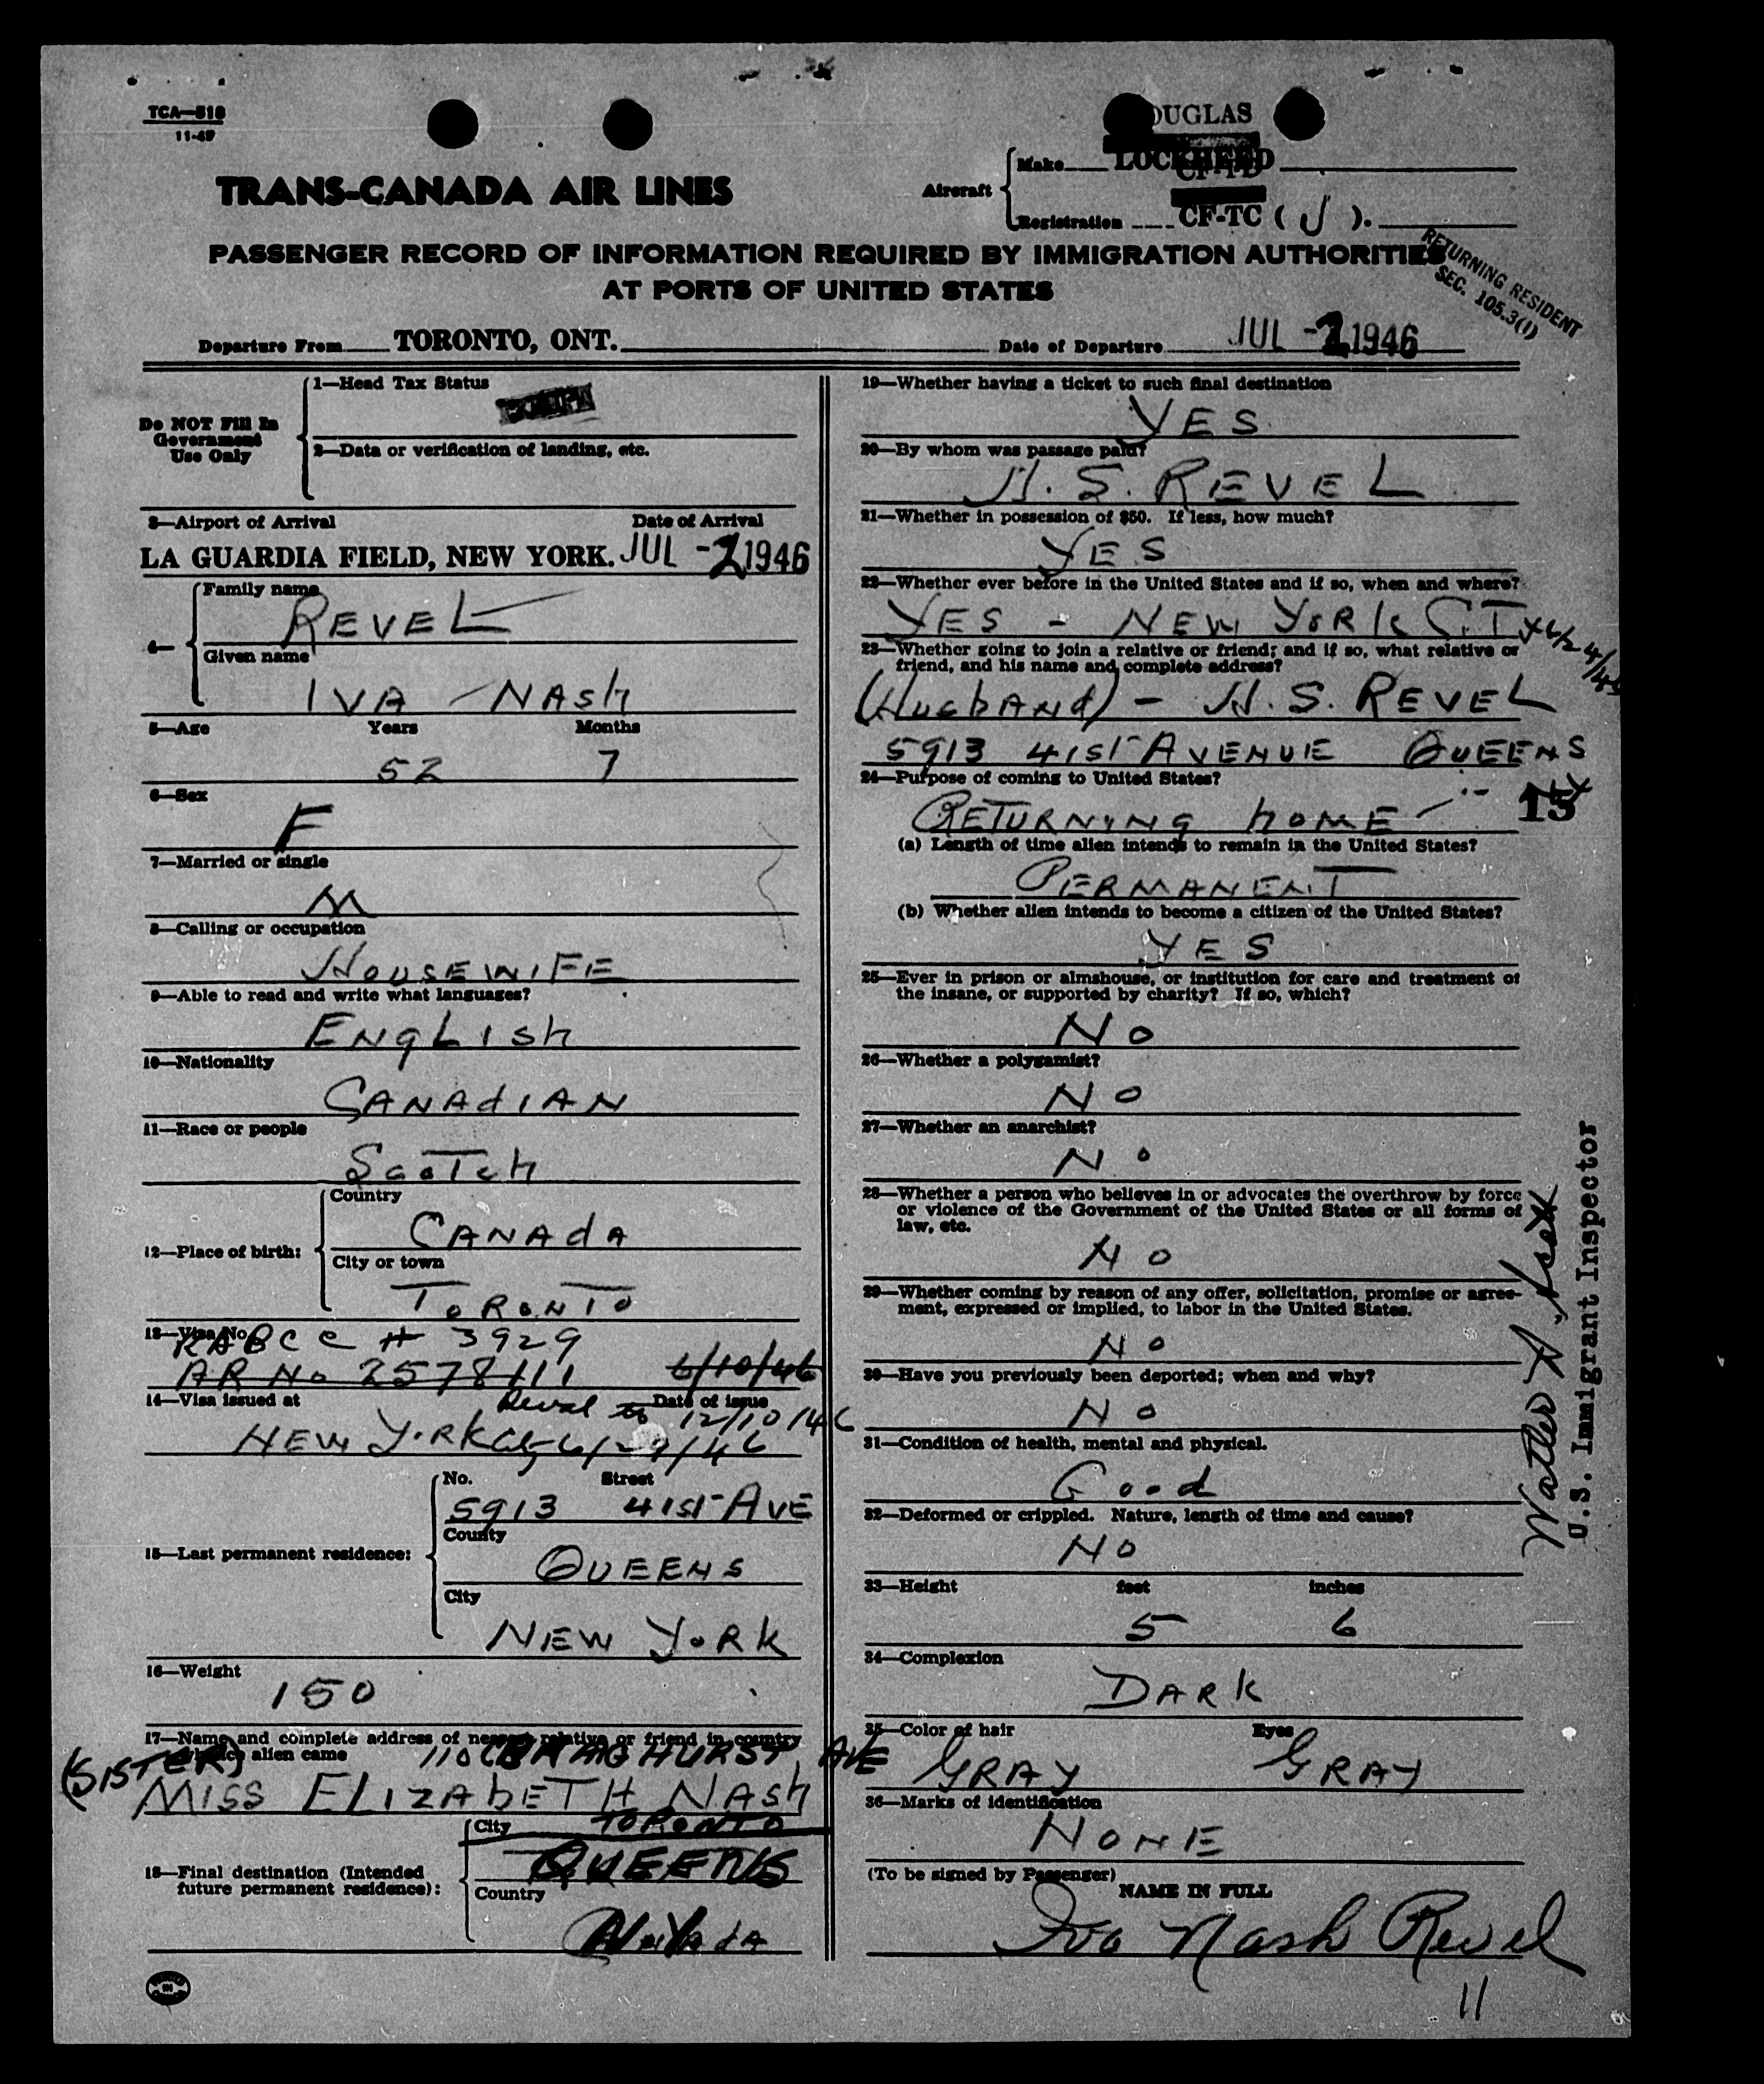 TCA—518
11-45
DOUGLAS
TRANS-CANADA AIR LINES
Aircraft
Make LOCKHEED
CF-TD
Registration CF-TC ( J ).
PASSENGER RECORD OF INFORMATION REQUIRED BY IMMIGRATION AUTHORITIES
AT PORTS OF UNITED STATES
RETURNING RESIDENT
SEC. 105.3(1)
Departure From TORONTO, ONT. Date of Departure JUL - 2 1946
Do NOT Fill In
Government
Use Only
1—Head Tax Status
2—Data or verification of landing, etc.
3—Airport of Arrival Date of Arrival
LA GUARDIA FIELD, NEW YORK. JUL - 2 1946
4—
Family name
REVEL
Given name
IVA NASh
5—Age Years Months
52 7
6—Sex
F
7—Married or single
M
8—Calling or occupation
HOUSEWIFE
9—Able to read and write what languages?
ENgLISh
10—Nationality
CANAdIAN
11—Race or people
ScoTch
12—Place of birth:
Country
CANAdA
City or town
ToRoNTo
13—Visa No.
RABCC # 3929
AR No 2578111 6/10/46
14—Visa issued at Date of issue
12/10/46
NEW YoRK
15—Last permanent residence:
No. Street
5913 41st AVE
County
QUEENS
City
NEW YoRK
16—Weight
150
17—Name and complete address of nearest relative or friend in country
whence alien came
(SISTER) AVE
MISS ELIZAbETH NASh
TORONTO
18—Final destination (Intended
future permanent residence):
City
QUEENS
Country
19—Whether having a ticket to such final destination
YES
20—By whom was passage paid?
H. S. REVEL
21—Whether in possession of $50. If less, how much?
YES
22—Whether ever before in the United States and if so, when and where?
YES - NEW YoRK CITY
23—Whether going to join a relative or friend; and if so, what relative or
friend, and his name and complete address?
(HusbANd) - H. S. REVEL
5913 41st AVENUE QUEENS
NY
24—Purpose of coming to United States?
RETURNINg hoME
15
(a) Length of time alien intends to remain in the United States?
PERMANENT
(b) Whether alien intends to become a citizen of the United States?
YES
25—Ever in prison or almshouse, or institution for care and treatment of
the insane, or supported by charity? If so, which?
No
26—Whether a polygamist?
No
27—Whether an anarchist?
No
28—Whether a person who believes in or advocates the overthrow by force
or violence of the Government of the United States or all forms of
law, etc.
No
29—Whether coming by reason of any offer, solicitation, promise or agree-
ment, expressed or implied, to labor in the United States.
No
30—Have you previously been deported; when and why?
No
31—Condition of health, mental and physical.
Good
32—Deformed or crippled. Nature, length of time and cause?
No
33—Height feet inches
5 6
34—Complexion
DARK
35—Color of hair Eyes
GRAY GRAY
36—Marks of identification
NoNE
(To be signed by Passenger)
NAME IN FULL
Iva Nash Revel
11
U.S. Immigrant Inspector